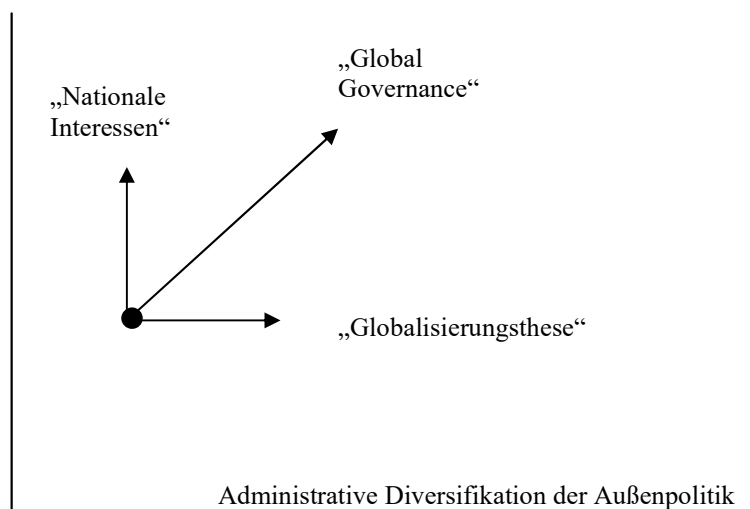 „Global
Governance“
„Nationale
Interessen“
„Globalisierungsthese“
Administrative Diversifikation der Außenpolitik